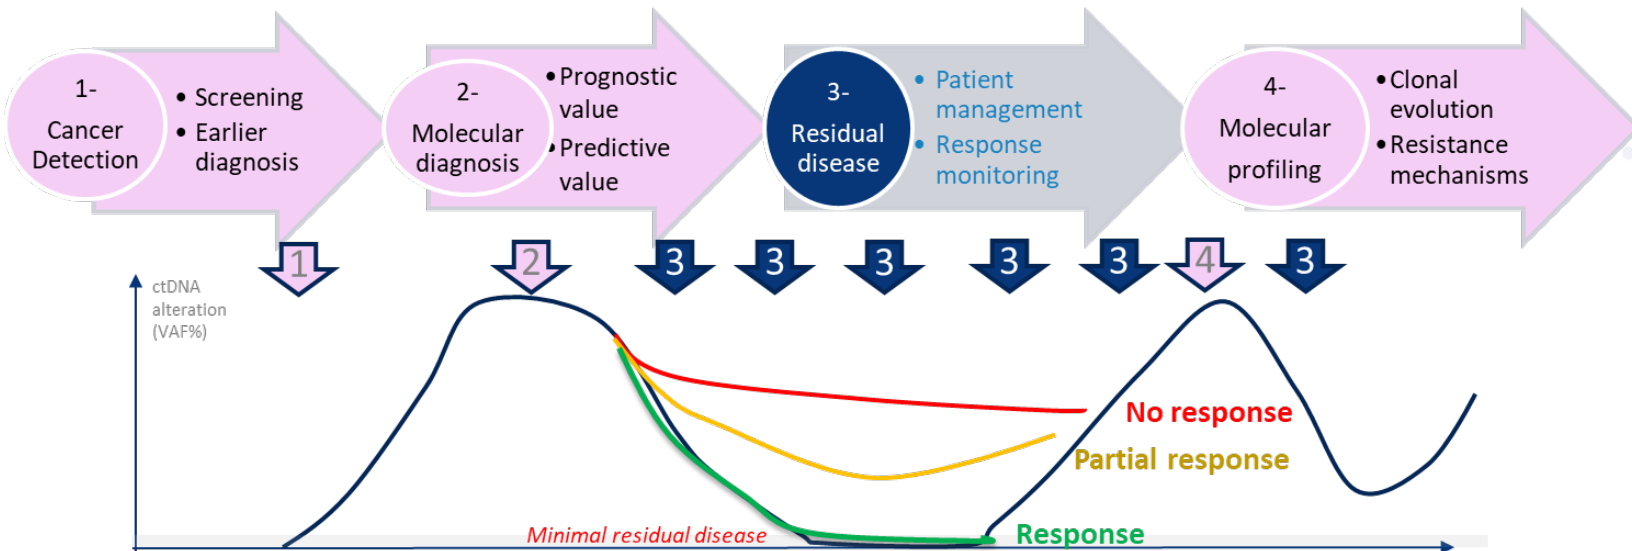 1-
Cancer
Detection
• Screening
• Earlier
diagnosis
2-
Molecular
diagnosis
• Prognostic
value
• Predictive
value
3-
Residual
disease
• Patient
management
• Response
monitoring
4-
Molecular
profiling
• Clonal
evolution
• Resistance
mechanisms
1
2
3
3
3
3
3
4
3
ctDNA
alteration
(VAF%)
No response
Partial response
Minimal residual disease
Response